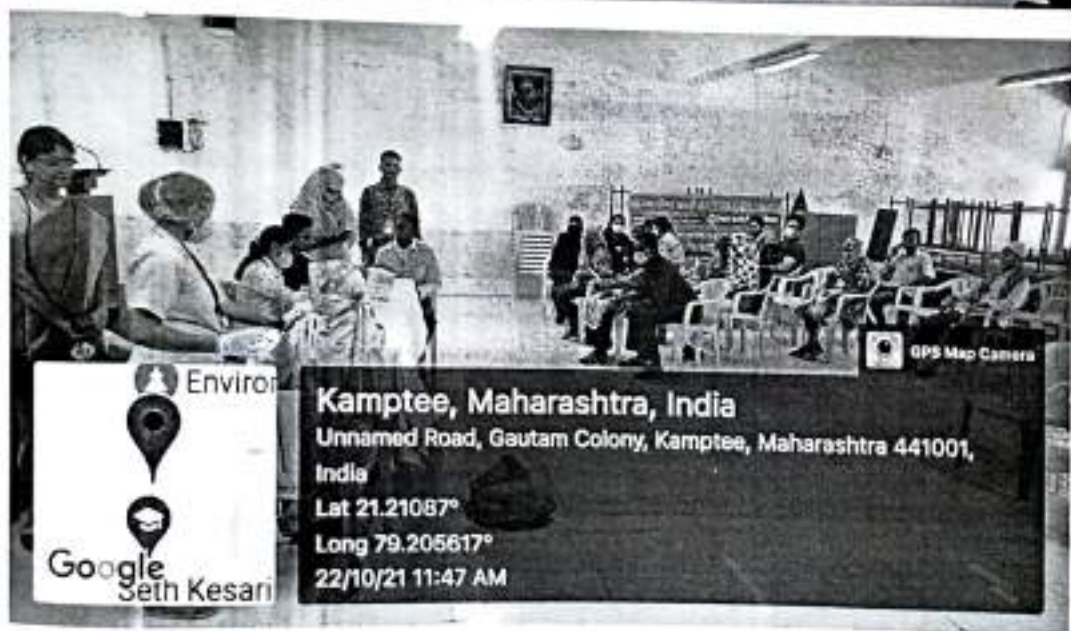 GPS Map Camera
Environ
Google
Seth Kesari
Kamptee, Maharashtra, India
Unnamed Road, Gautam Colony, Kamptee, Maharashtra 441001,
India
Lat 21.21087°
Long 79.205617°
22/10/21 11:47 AM